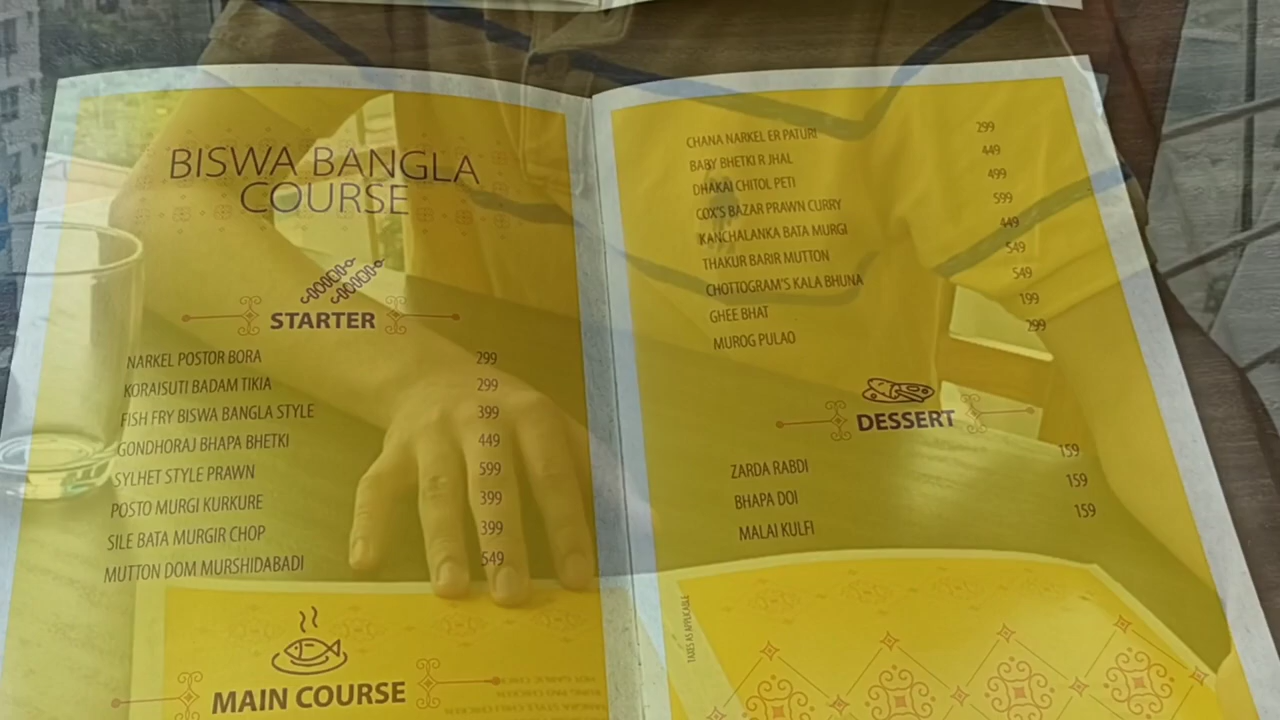 BISWA BANGLA
COURSE
STARTER
NARKEL POSTOR BORA 299
KORAISUTI BADAM TIKIA 299
FISH FRY BISWA BANGLA STYLE 399
GONDHORAJ BHAPA BHETKI 449
SYLHET STYLE PRAWN 599
POSTO MURGI KURKURE 399
SILE BATA MURGIR CHOP 399
MUTTON DOM MURSHIDABADI 549
MAIN COURSE
CHANA NARKEL ER PATURI 299
BABY BHETKI R JHAL 449
DHAKAI CHITOL PETI 499
COX'S BAZAR PRAWN CURRY 599
KANCHALANKA BATA MURGI 449
THAKUR BARIR MUTTON 549
CHOTTOGRAM'S KALA BHUNA 549
GHEE BHAT 199
MUROG PULAO 299
DESSERT
ZARDA RABDI 159
BHAPA DOI 159
MALAI KULFI 159
TAXES AS APPLICABLE